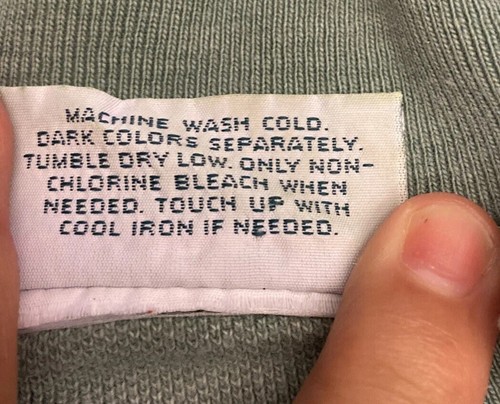 MACHINE WASH COLD.
DARK COLORS SEPARATELY.
TUMBLE DRY LOW. ONLY NON-
CHLORINE BLEACH WHEN
NEEDED. TOUCH UP WITH
COOL IRON IF NEEDED.